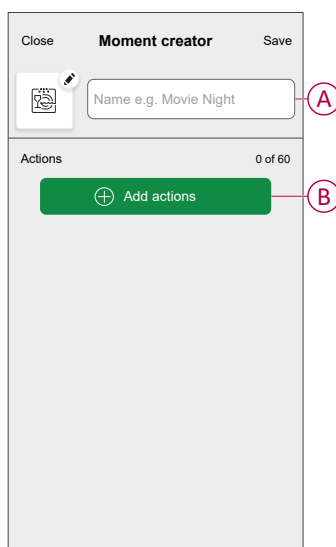 Close Moment creator Save
Name e.g. Movie Night
A
Actions 0 of 60
Add actions
B